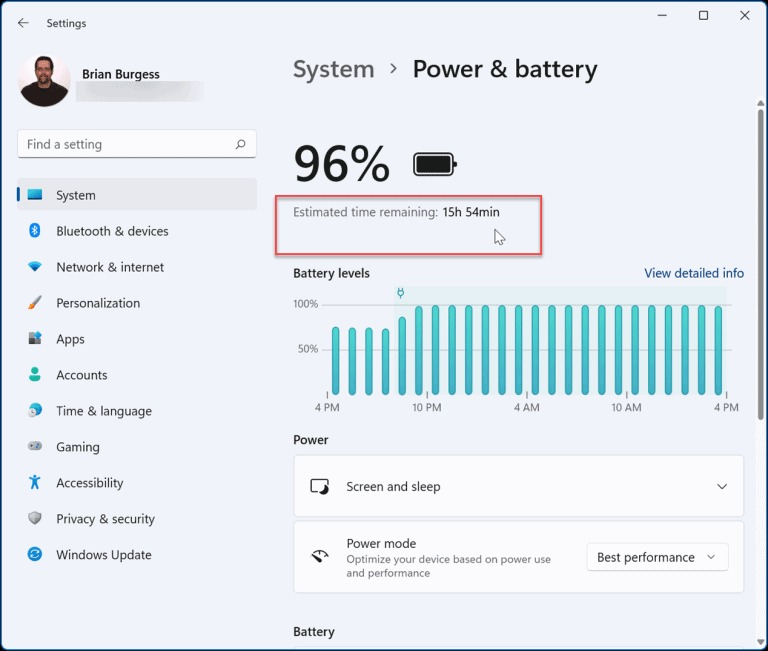 Settings
Brian Burgess
Find a setting
System
Bluetooth & devices
Network & internet
Personalization
Apps
Accounts
Time & language
Gaming
Accessibility
Privacy & security
Windows Update
System > Power & battery
96%
Estimated time remaining: 15h 54min
Battery levels
View detailed info
100%
50%
4 PM 10 PM 4 AM 10 AM 4 PM
Power
Screen and sleep
Power mode
Optimize your device based on power use
and performance
Best performance
Battery